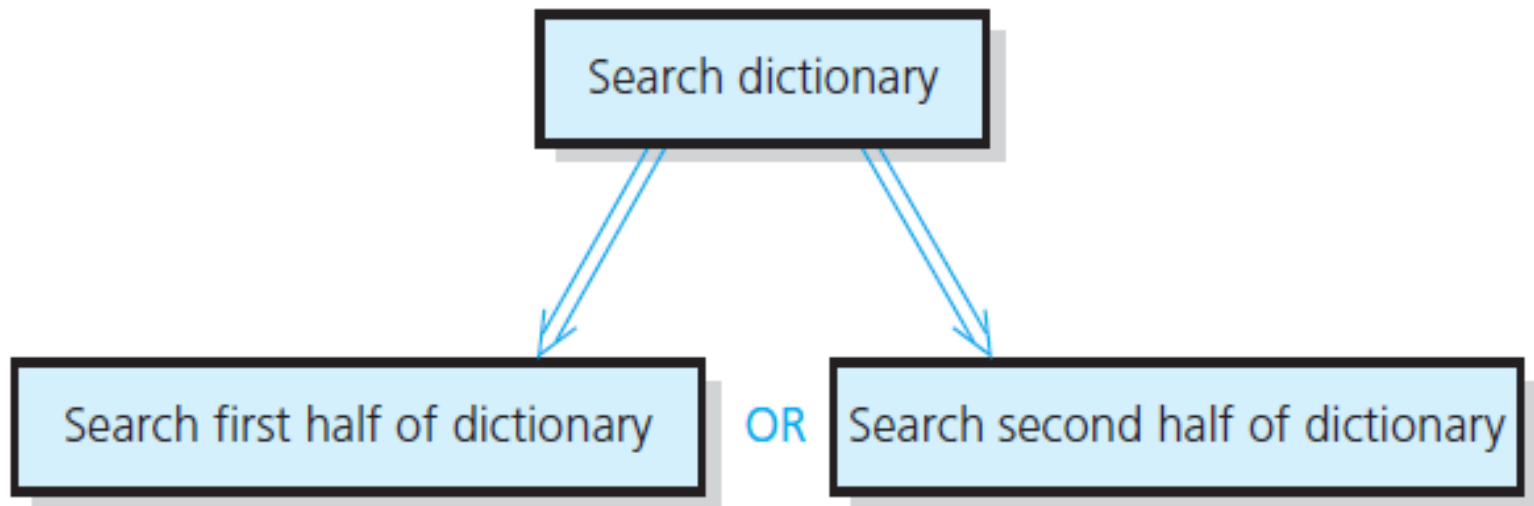 Search dictionary
Search first half of dictionary OR Search second half of dictionary